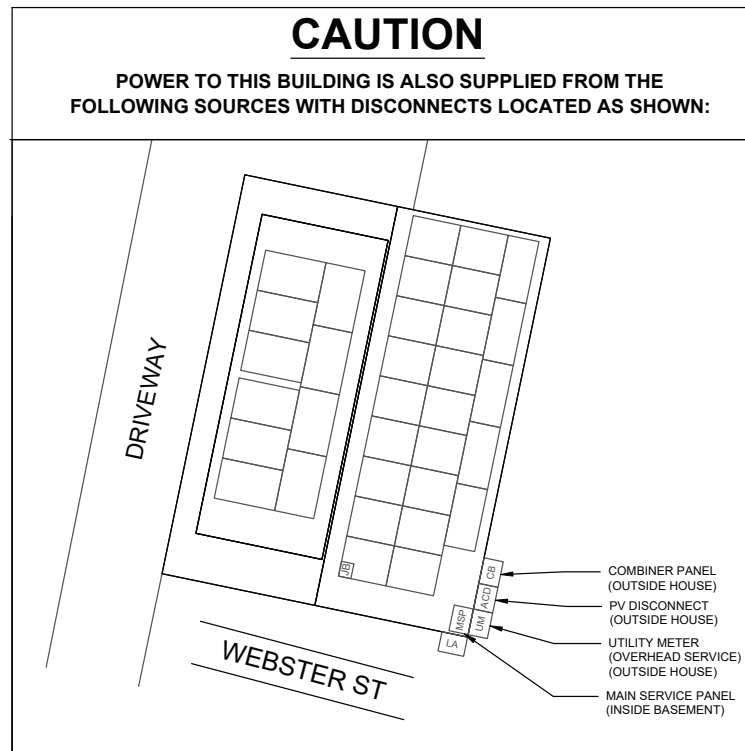 CAUTION
POWER TO THIS BUILDING IS ALSO SUPPLIED FROM THE
FOLLOWING SOURCES WITH DISCONNECTS LOCATED AS SHOWN:
DRIVEWAY
JB
CB
ACD
UM
MSP
LA
COMBINER PANEL
(OUTSIDE HOUSE)
PV DISCONNECT
(OUTSIDE HOUSE)
UTILITY METER
(OVERHEAD SERVICE)
(OUTSIDE HOUSE)
MAIN SERVICE PANEL
(INSIDE BASEMENT)
WEBSTER ST